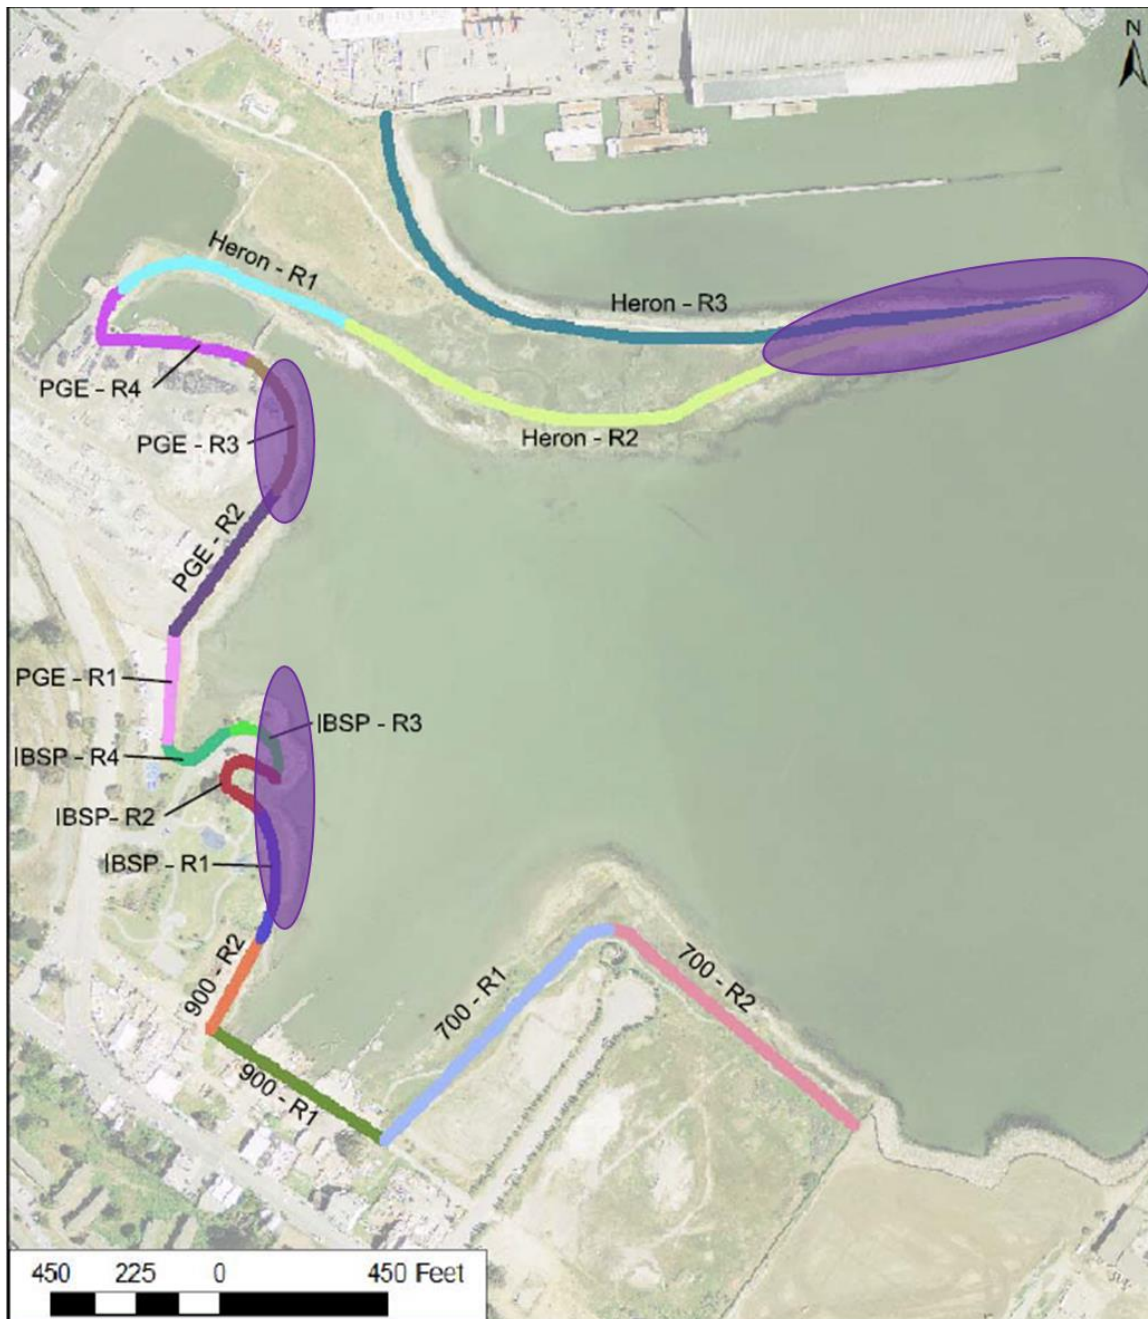 N
Heron - R1
Heron - R3
PGE - R4
Heron - R2
PGE - R3
PGE - R2
PGE - R1
IBSP - R3
IBSP - R4
IBSP - R2
IBSP - R1
900 - R2
700 - R1
700 - R2
900 - R1
450 225 0 450 Feet